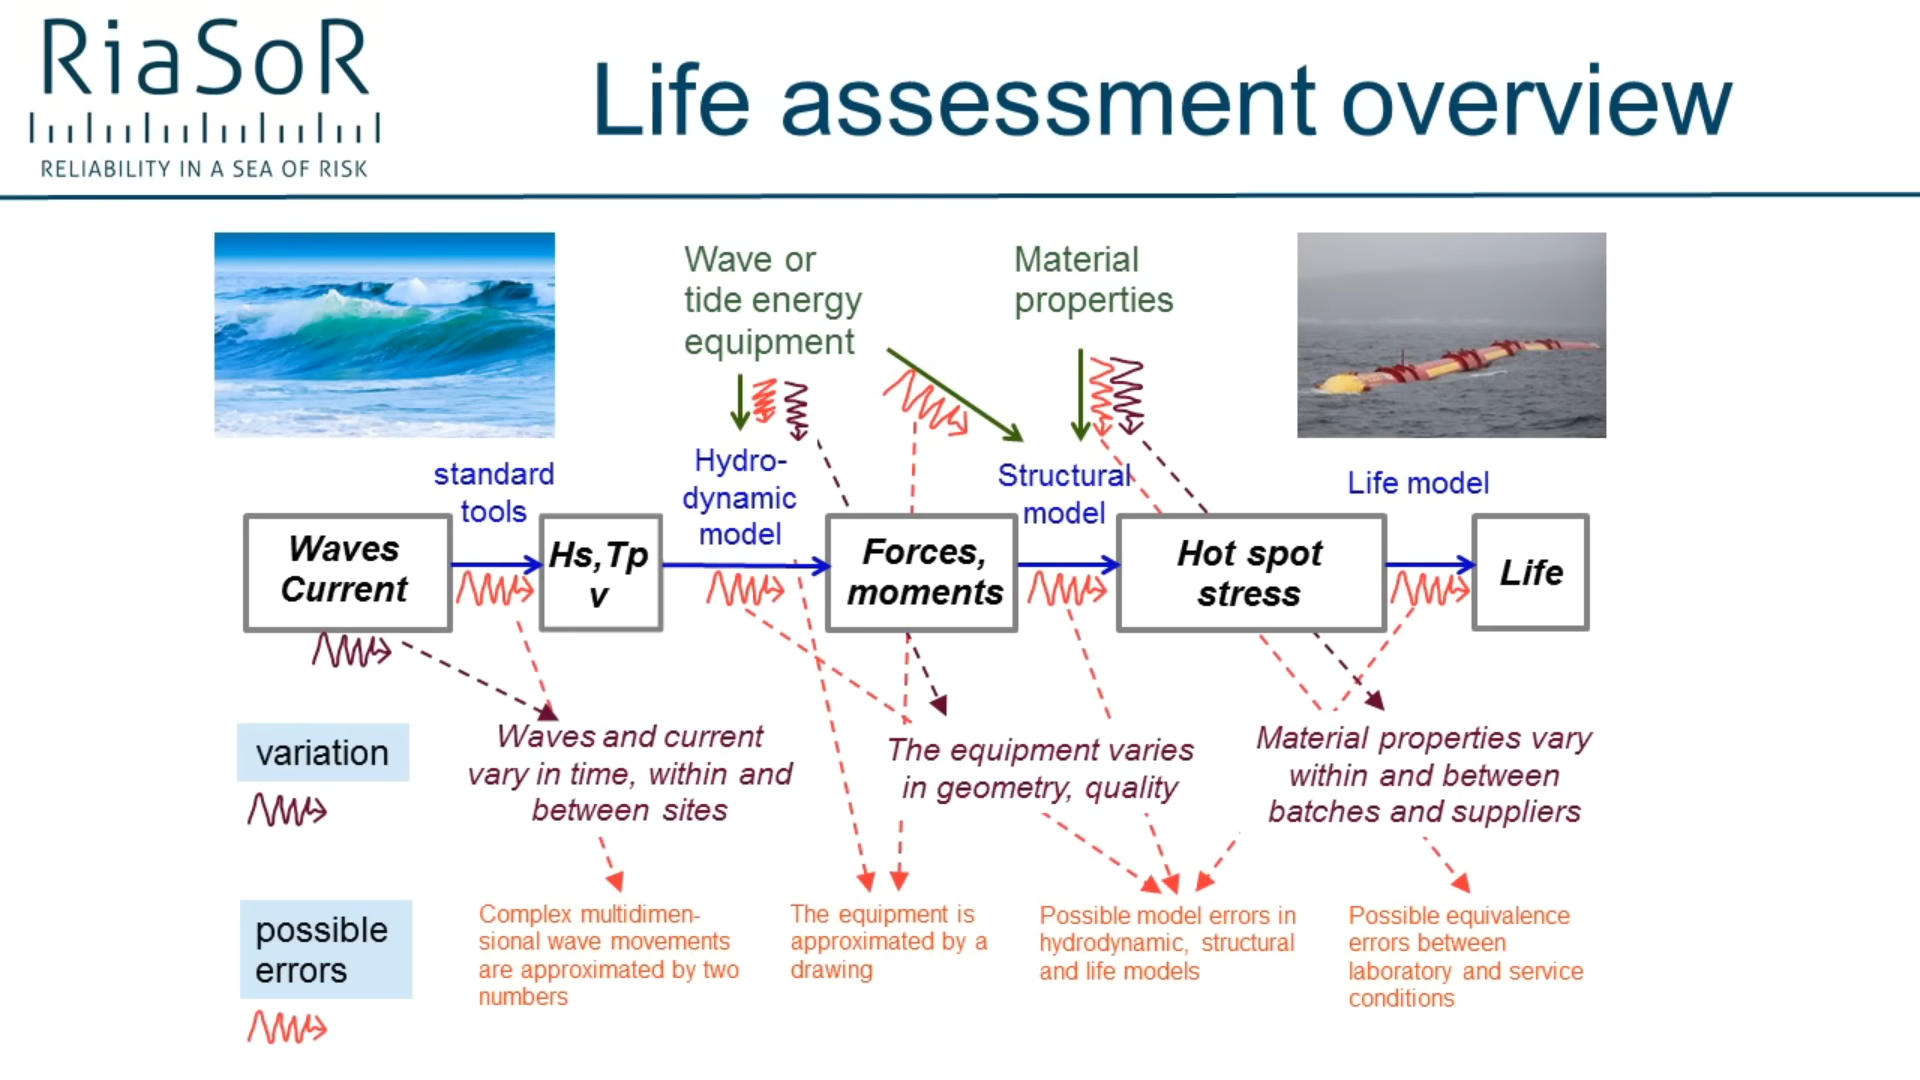 RiaSoR
RELIABILITY IN A SEA OF RISK
Life assessment overview
Wave or
tide energy
equipment
Material
properties
standard
tools
Hydro-
dynamic
model
Structural
model
Life model
Waves
Current
Hs,Tp
v
Forces,
moments
Hot spot
stress
Life
variation
Waves and current
vary in time, within and
between sites
The equipment varies
in geometry, quality
Material properties vary
within and between
batches and suppliers
possible
errors
Complex multidimen-
sional wave movements
are approximated by two
numbers
The equipment is
approximated by a
drawing
Possible model errors in
hydrodynamic, structural
and life models
Possible equivalence
errors between
laboratory and service
conditions